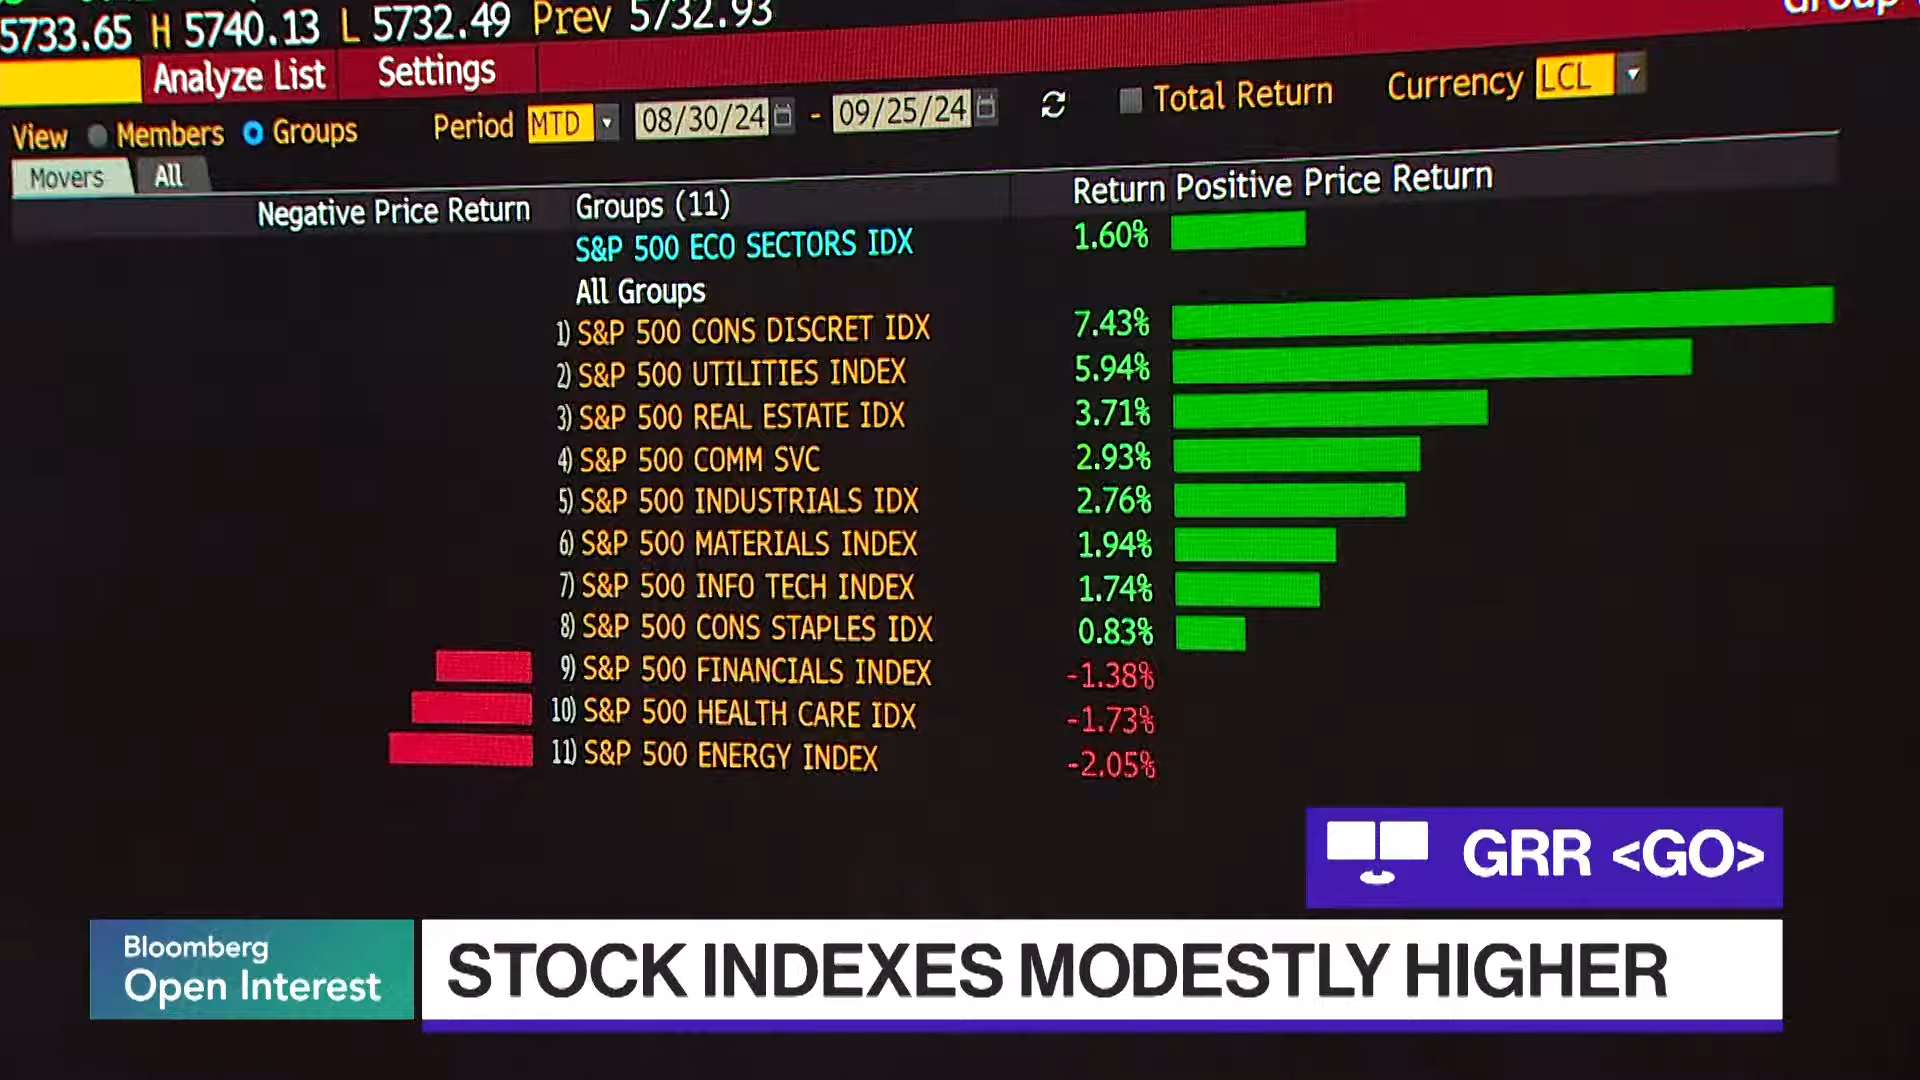 5733.65 H 5740.13 L 5732.49 Prev 5732.93
Group
Analyze List Settings
View Members Groups Period MTD 08/30/24 - 09/25/24 Total Return Currency LCL
Movers All
Negative Price Return Groups (11) Return Positive Price Return
S&P 500 ECO SECTORS IDX 1.60%
All Groups
1) S&P 500 CONS DISCRET IDX 7.43%
2) S&P 500 UTILITIES INDEX 5.94%
3) S&P 500 REAL ESTATE IDX 3.71%
4) S&P 500 COMM SVC 2.93%
5) S&P 500 INDUSTRIALS IDX 2.76%
6) S&P 500 MATERIALS INDEX 1.94%
7) S&P 500 INFO TECH INDEX 1.74%
8) S&P 500 CONS STAPLES IDX 0.83%
9) S&P 500 FINANCIALS INDEX -1.38%
10) S&P 500 HEALTH CARE IDX -1.73%
11) S&P 500 ENERGY INDEX -2.05%
GRR <GO>
Bloomberg
Open Interest
STOCK INDEXES MODESTLY HIGHER